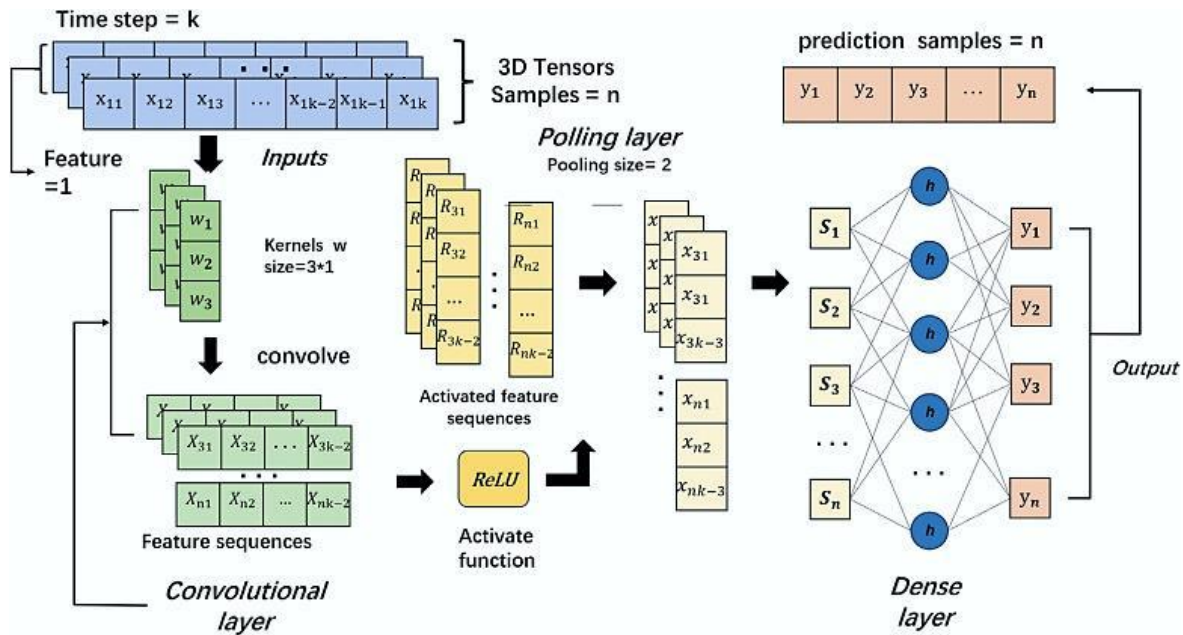 Time step = k
x11 x12 x13 ... x1k-2 x1k-1 x1k
3D Tensors
Samples = n
Feature
=1
Inputs
w1
w2
w3
Kernels w
size=3*1
convolve
X31 X32 ... X3k-2
...
Xn1 Xn2 ... Xnk-2
Feature sequences
Convolutional
layer
Polling layer
Pooling size= 2
R R R31 Rn1
R R R32 Rn2
... ...
R R R3k-2 Rnk-2
Activated feature
sequences
ReLU
Activate
function
x x x31
x x x31
x x x3k-3
xn1
xn2
xnk-3
prediction samples = n
y1 y2 y3 ... yn
S1
S2
S3
...
Sn
h
h
h
h
...
h
y1
y2
y3
...
yn
Output
Dense
layer